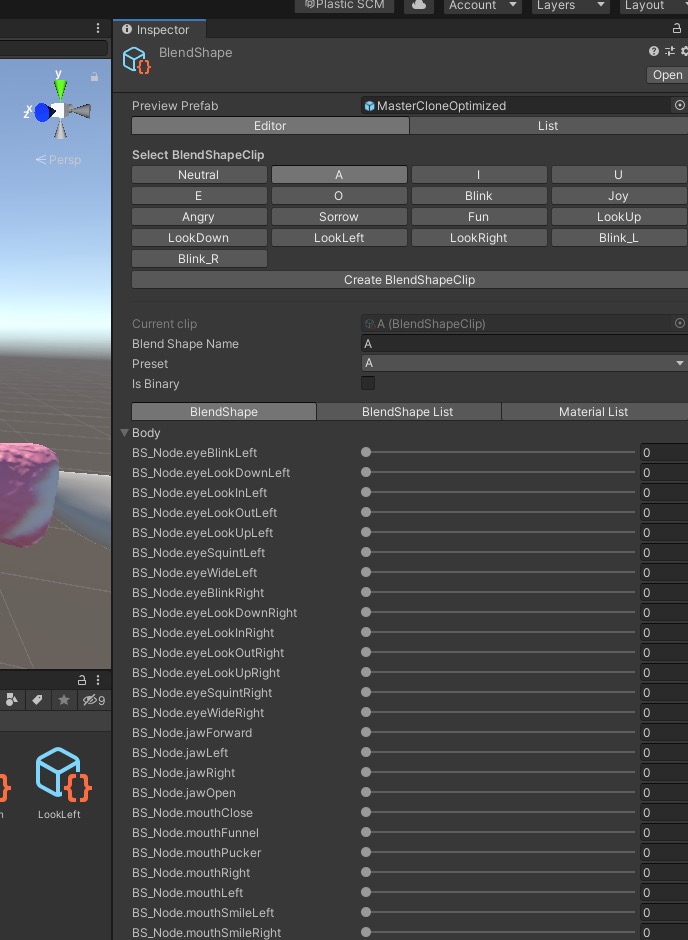 Plastic SCM Account Layers Layout
Inspector
BlendShape
Open
y
x
z
Persp
Preview Prefab MasterCloneOptimized
Editor List
Select BlendShapeClip
Neutral A I U
E O Blink Joy
Angry Sorrow Fun LookUp
LookDown LookLeft LookRight Blink_L
Blink_R
Create BlendShapeClip
Current clip A (BlendShapeClip)
Blend Shape Name A
Preset A
Is Binary
BlendShape BlendShape List Material List
Body
BS_Node.eyeBlinkLeft 0
BS_Node.eyeLookDownLeft 0
BS_Node.eyeLookInLeft 0
BS_Node.eyeLookOutLeft 0
BS_Node.eyeLookUpLeft 0
BS_Node.eyeSquintLeft 0
BS_Node.eyeWideLeft 0
BS_Node.eyeBlinkRight 0
BS_Node.eyeLookDownRight 0
BS_Node.eyeLookInRight 0
BS_Node.eyeLookOutRight 0
BS_Node.eyeLookUpRight 0
BS_Node.eyeSquintRight 0
BS_Node.eyeWideRight 0
BS_Node.jawForward 0
BS_Node.jawLeft 0
BS_Node.jawRight 0
BS_Node.jawOpen 0
BS_Node.mouthClose 0
BS_Node.mouthFunnel 0
BS_Node.mouthPucker 0
BS_Node.mouthRight 0
BS_Node.mouthLeft 0
BS_Node.mouthSmileLeft 0
BS_Node.mouthSmileRight 0
9
n LookLeft